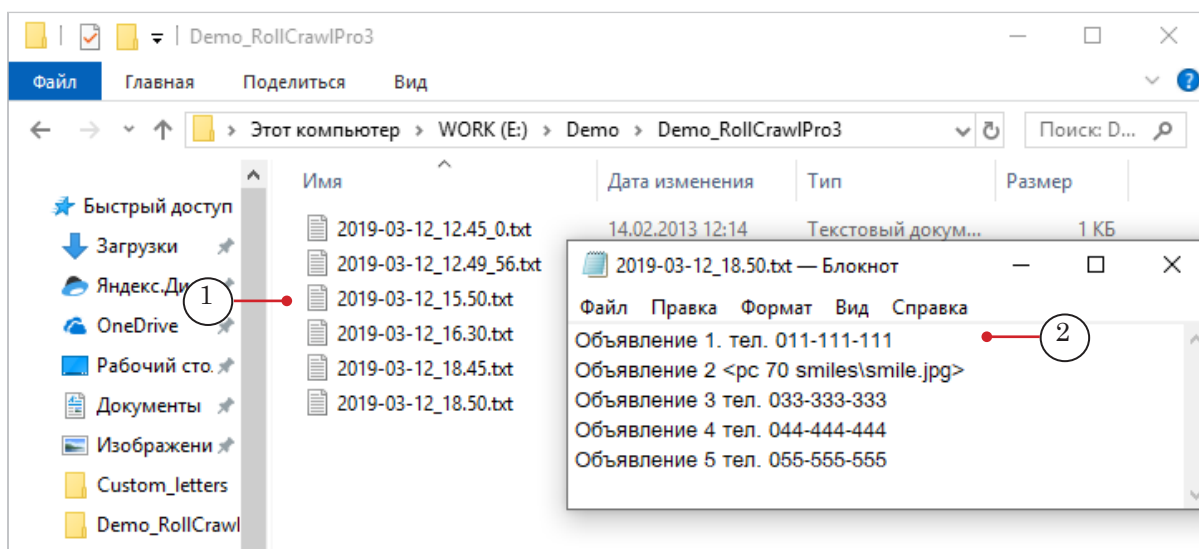 Demo_RollCrawlPro3
Файл Главная Поделиться Вид
Этот компьютер > WORK (E:) > Demo > Demo_RollCrawlPro3 Поиск: D...
Имя Дата изменения Тип Размер
Быстрый доступ
Загрузки
Яндекс.Ди
OneDrive
Рабочий сто.
Документы
Изображени
Custom_letters
Demo_RollCrawl
2019-03-12_12.45_0.txt 14.02.2013 12:14 Текстовый докум... 1 КБ
2019-03-12_12.49_56.txt
2019-03-12_15.50.txt
2019-03-12_16.30.txt
2019-03-12_18.45.txt
2019-03-12_18.50.txt
1
2019-03-12_18.50.txt — Блокнот
Файл Правка Формат Вид Справка
Объявление 1. тел. 011-111-111
Объявление 2 <pc 70 smiles\smile.jpg>
Объявление 3 тел. 033-333-333
Объявление 4 тел. 044-444-444
Объявление 5 тел. 055-555-555
2